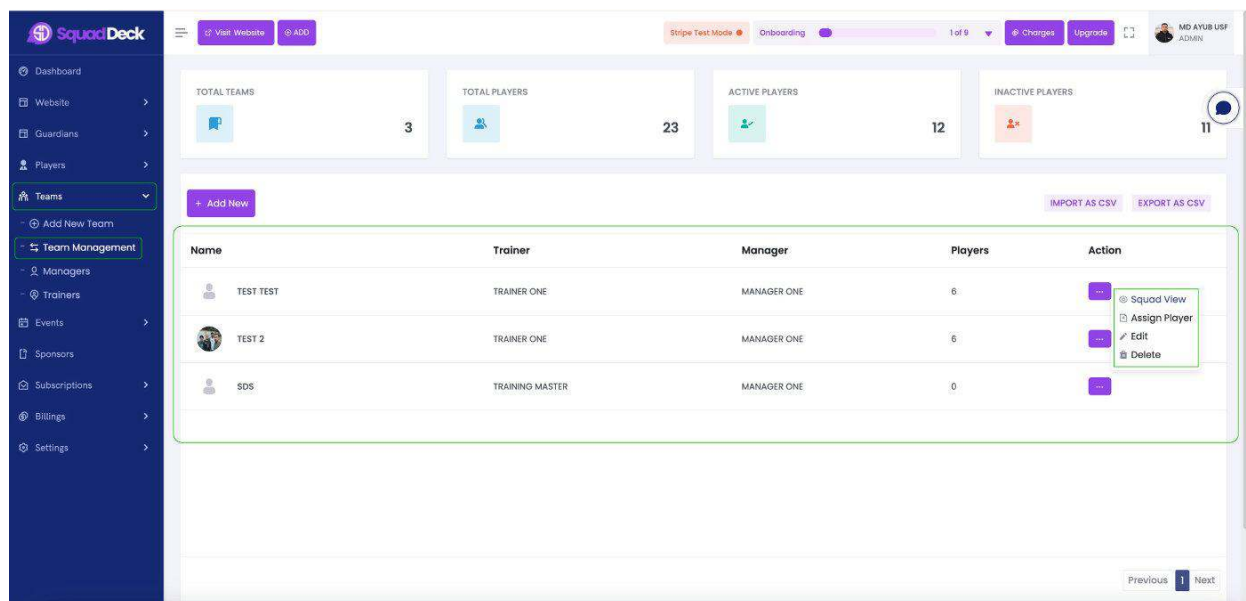 SquadDeck
Visit Website
ADD
Stripe Test Mode
Onboarding
1 of 9
Charges
Upgrade
MD AYUB USF
ADMIN
Dashboard
Website
Guardians
Players
Teams
Add New Team
Team Management
Managers
Trainers
Events
Sponsors
Subscriptions
Billings
Settings
TOTAL TEAMS
3
TOTAL PLAYERS
23
ACTIVE PLAYERS
12
INACTIVE PLAYERS
11
+ Add New
IMPORT AS CSV
EXPORT AS CSV
Name Trainer Manager Players Action
TEST TEST TRAINER ONE MANAGER ONE 6 ...
TEST 2 TRAINER ONE MANAGER ONE 6 ...
SDS TRAINING MASTER MANAGER ONE 0 ...
Squad View
Assign Player
Edit
Delete
Previous 1 Next